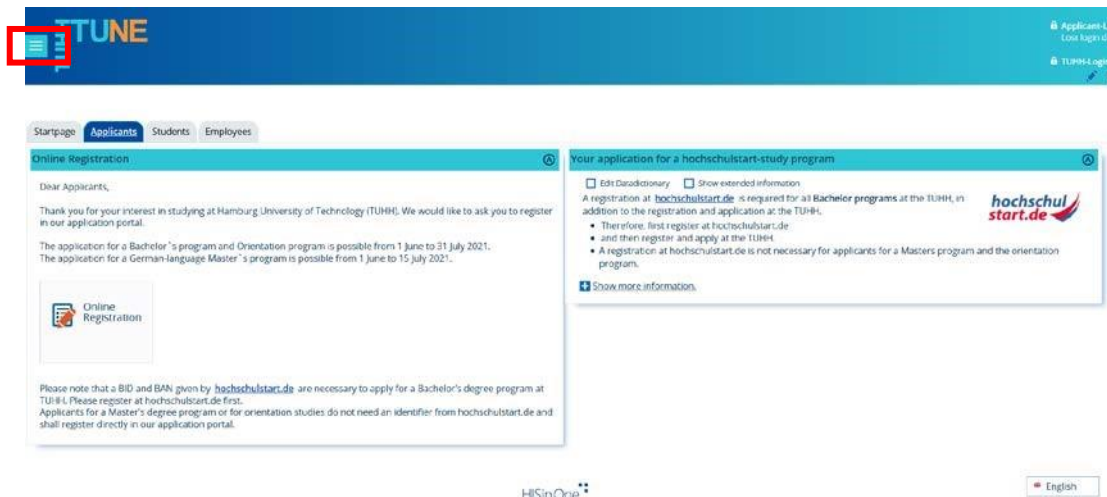 TUNE
TUHH
Applicant-L
Lost login d
TUHH-Login
Startpage Applicants Students Employees
Online Registration
Dear Applicants,
Thank you for your interest in studying at Hamburg University of Technology (TUHH). We would like to ask you to register
in our application portal.
The application for a Bachelor`s program and Orientation program is possible from 1 June to 31 July 2021.
The application for a German-language Master`s program is possible from 1 June to 15 July 2021.
Online
Registration
Please note that a BID and BAN given by hochschulstart.de are necessary to apply for a Bachelor's degree program at
TUHH. Please register at hochschulstart.de first.
Applicants for a Master's degree program or for orientation studies do not need an identifier from hochschulstart.de and
shall register directly in our application portal.
Your application for a hochschulstart-study program
Edit Datadictionary Show extended information
A registration at hochschulstart.de is required for all Bachelor programs at the TUHH, in
addition to the registration and application at the TUHH.
• Therefore, first register at hochschulstart.de
• and then register and apply at the TUHH.
• A registration at hochschulstart.de is not necessary for applicants for a Masters program and the orientation
program.
Show more information.
hochschul
start.de
HISinOne
English